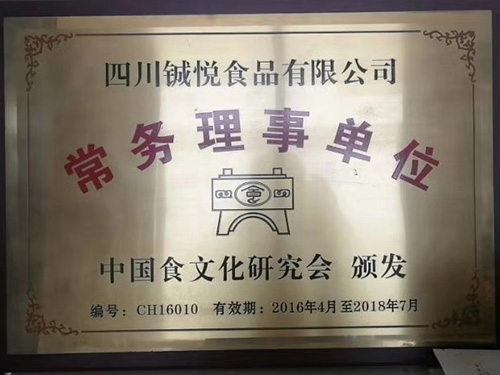 四川铖悦食品有限公司
常务理事单位
食
中国食文化研究会 颁发
编号：CH16010 有效期：2016年4月至2018年7月